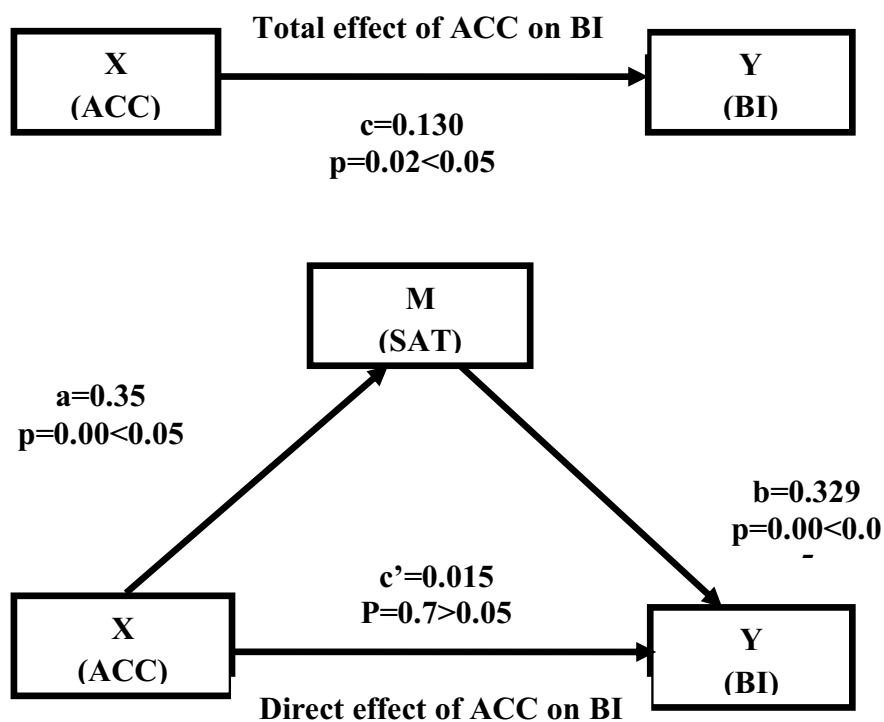 Total effect of ACC on BI
X
(ACC)
Y
(BI)
c=0.130
p=0.02<0.05
M
(SAT)
a=0.35
p=0.00<0.05
b=0.329
p=0.00<0.0
c’=0.015
P=0.7>0.05
X
(ACC)
Y
(BI)
Direct effect of ACC on BI